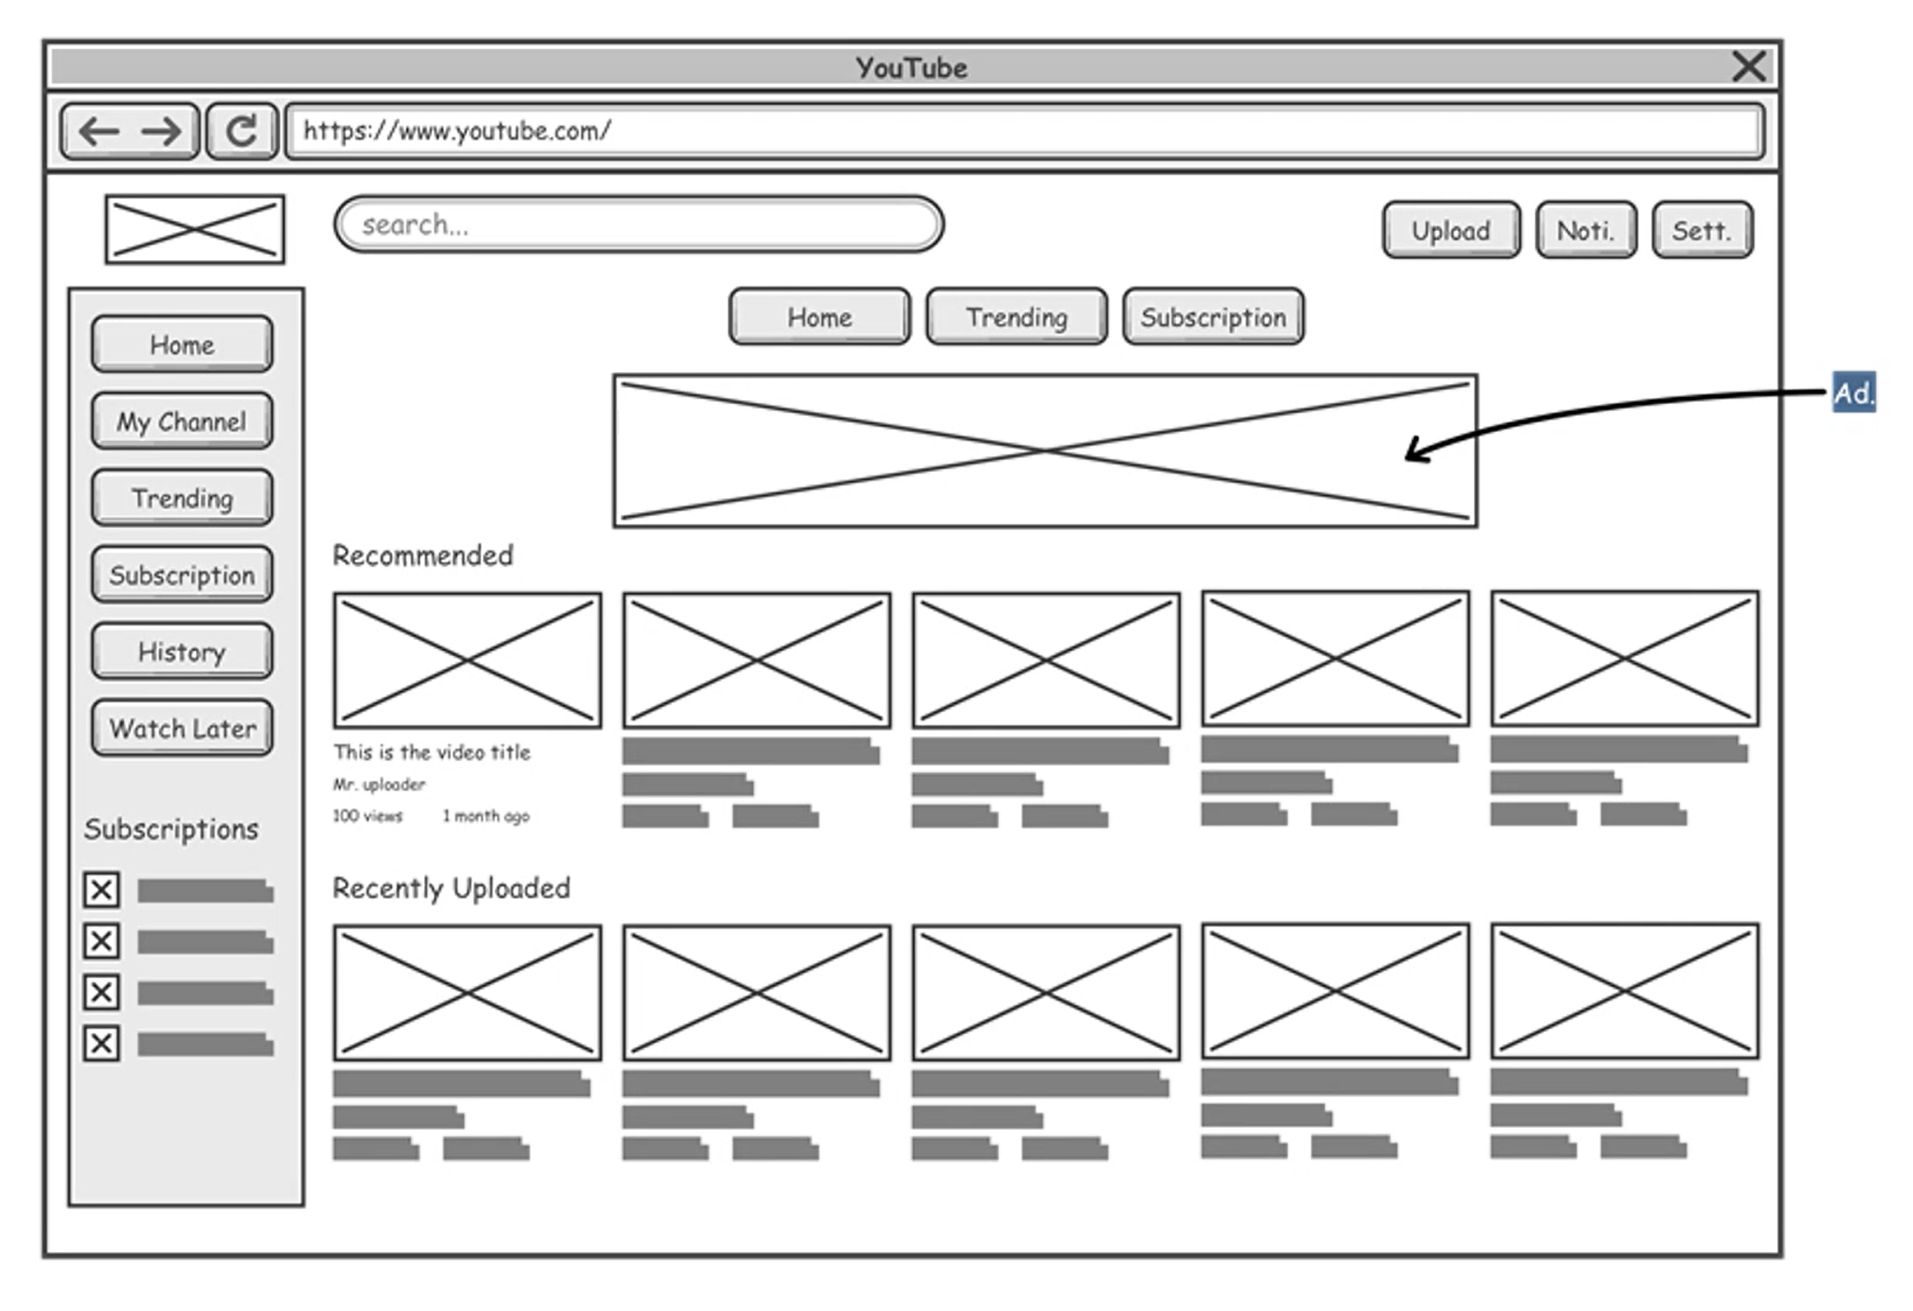 YouTube
https://www.youtube.com/
search...
Upload Noti. Sett.
Home Trending Subscription
Home
My Channel
Trending
Subscription
History
Watch Later
Subscriptions
Ad.
Recommended
This is the video title
Mr. uploader
100 views 1 month ago
Recently Uploaded